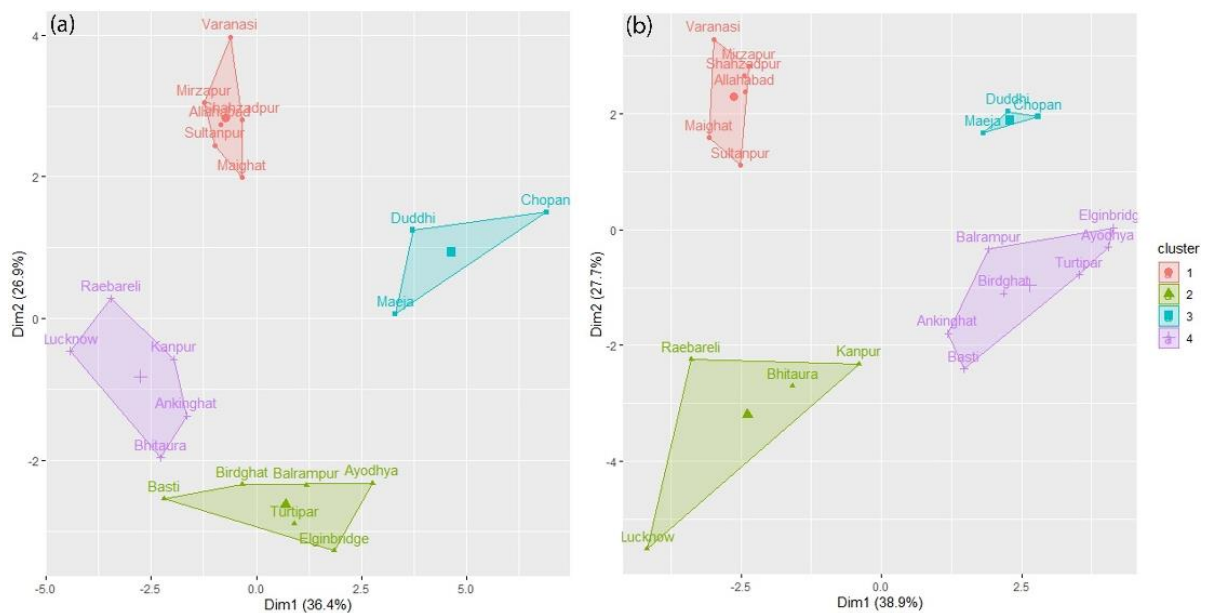 (a)
4
2
0
-2
Dim2 (26.9%)
Varanasi
Mirzapur
Shahzadpur
Allahabad
Sultanpur
Maighat
Chopan
Duddhi
Maeja
Raebareli
Lucknow
Kanpur
Ankinghat
Bhitaura
Basti
Birdghat
Balrampur
Ayodhya
Turtipar
Elginbridge
-5.0 -2.5 0.0 2.5 5.0
Dim1 (36.4%)
(b)
2
0
-2
-4
Dim2 (27.7%)
Varanasi
Mirzapur
Shahzadpur
Allahabad
Maighat
Sultanpur
Duddhi
Chopan
Maeja
Elginbridge
Balrampur
Ayodhya
Turtipar
Birdghat
Ankinghat
Basti
Raebareli
Kanpur
Bhitaura
Lucknow
-2.5 0.0 2.5
Dim1 (38.9%)
cluster
1
2
3
4